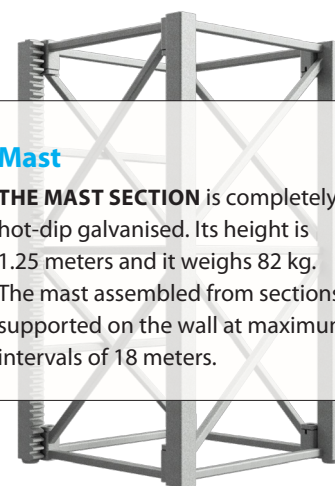 Mast
THE MAST SECTION is completely
hot-dip galvanised. Its height is
1.25 meters and it weighs 82 kg.
The mast assembled from sections
supported on the wall at maximum
intervals of 18 meters.